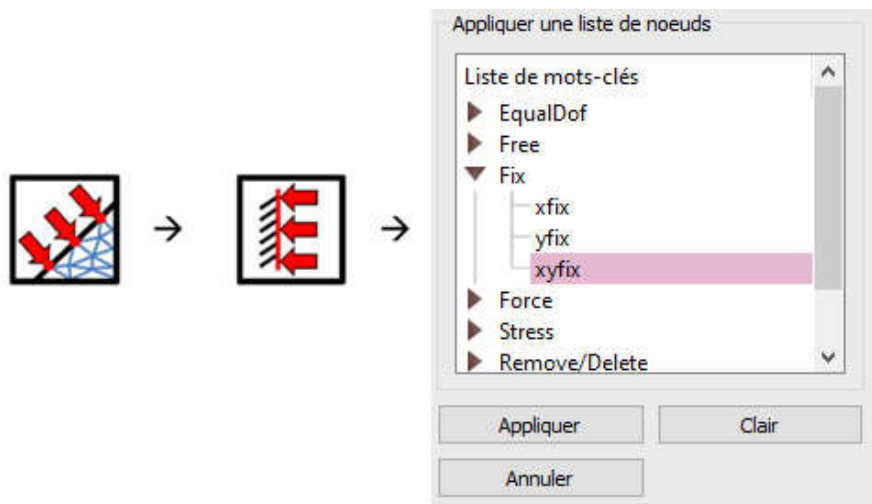 Appliquer une liste de noeuds
Liste de mots-clés
EqualDof
Free
Fix
xfix
yfix
xyfix
Force
Stress
Remove/Delete
Appliquer
Clair
Annuler